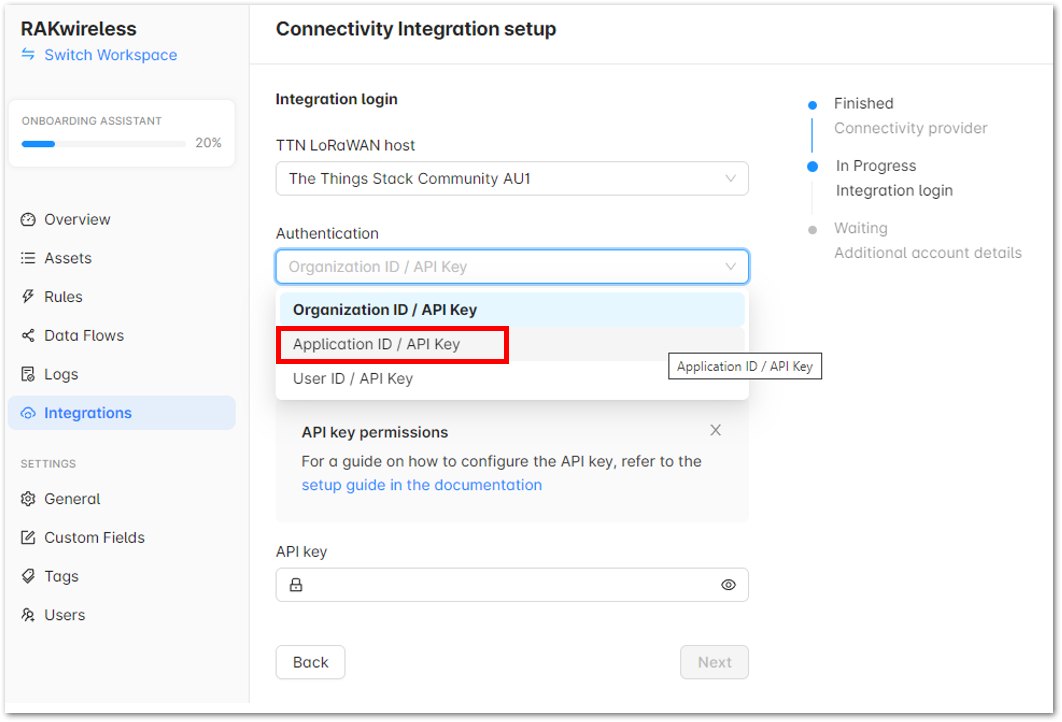 RAKwireless
Switch Workspace
ONBOARDING ASSISTANT
20%
Overview
Assets
Rules
Data Flows
Logs
Integrations
SETTINGS
General
Custom Fields
Tags
Users
Connectivity Integration setup
Integration login
TTN LoRaWAN host
The Things Stack Community AU1
Authentication
Organization ID / API Key
Organization ID / API Key
Application ID / API Key
User ID / API Key
Application ID / API Key
API key permissions
For a guide on how to configure the API key, refer to the
setup guide in the documentation
API key
Back
Next
Finished
Connectivity provider
In Progress
Integration login
Waiting
Additional account details